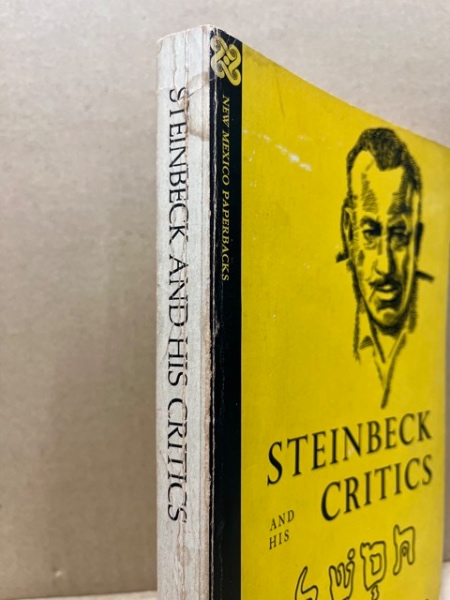 STEINBECK AND HIS CRITICS
NEW MEXICO PAPERBACKS
STEINBECK
AND
HIS
CRITICS